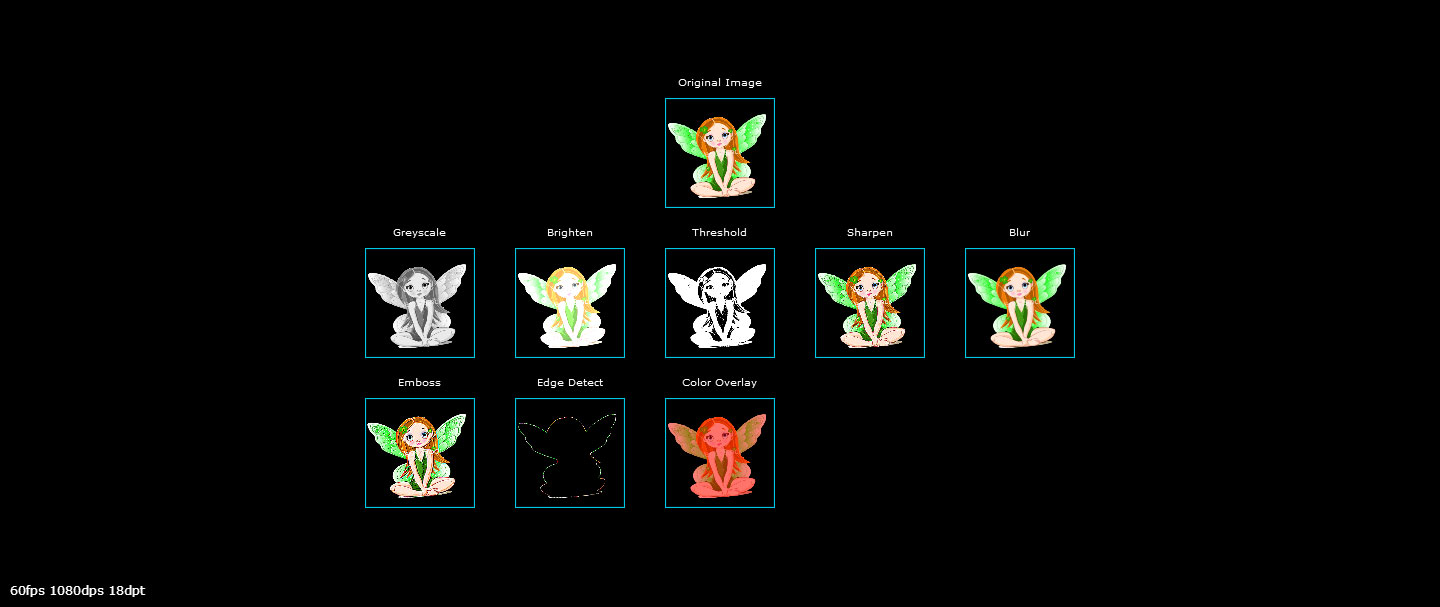 Original Image
Greyscale Brighten Threshold Sharpen Blur
Emboss Edge Detect Color Overlay
60fps 1080dps 18dpt